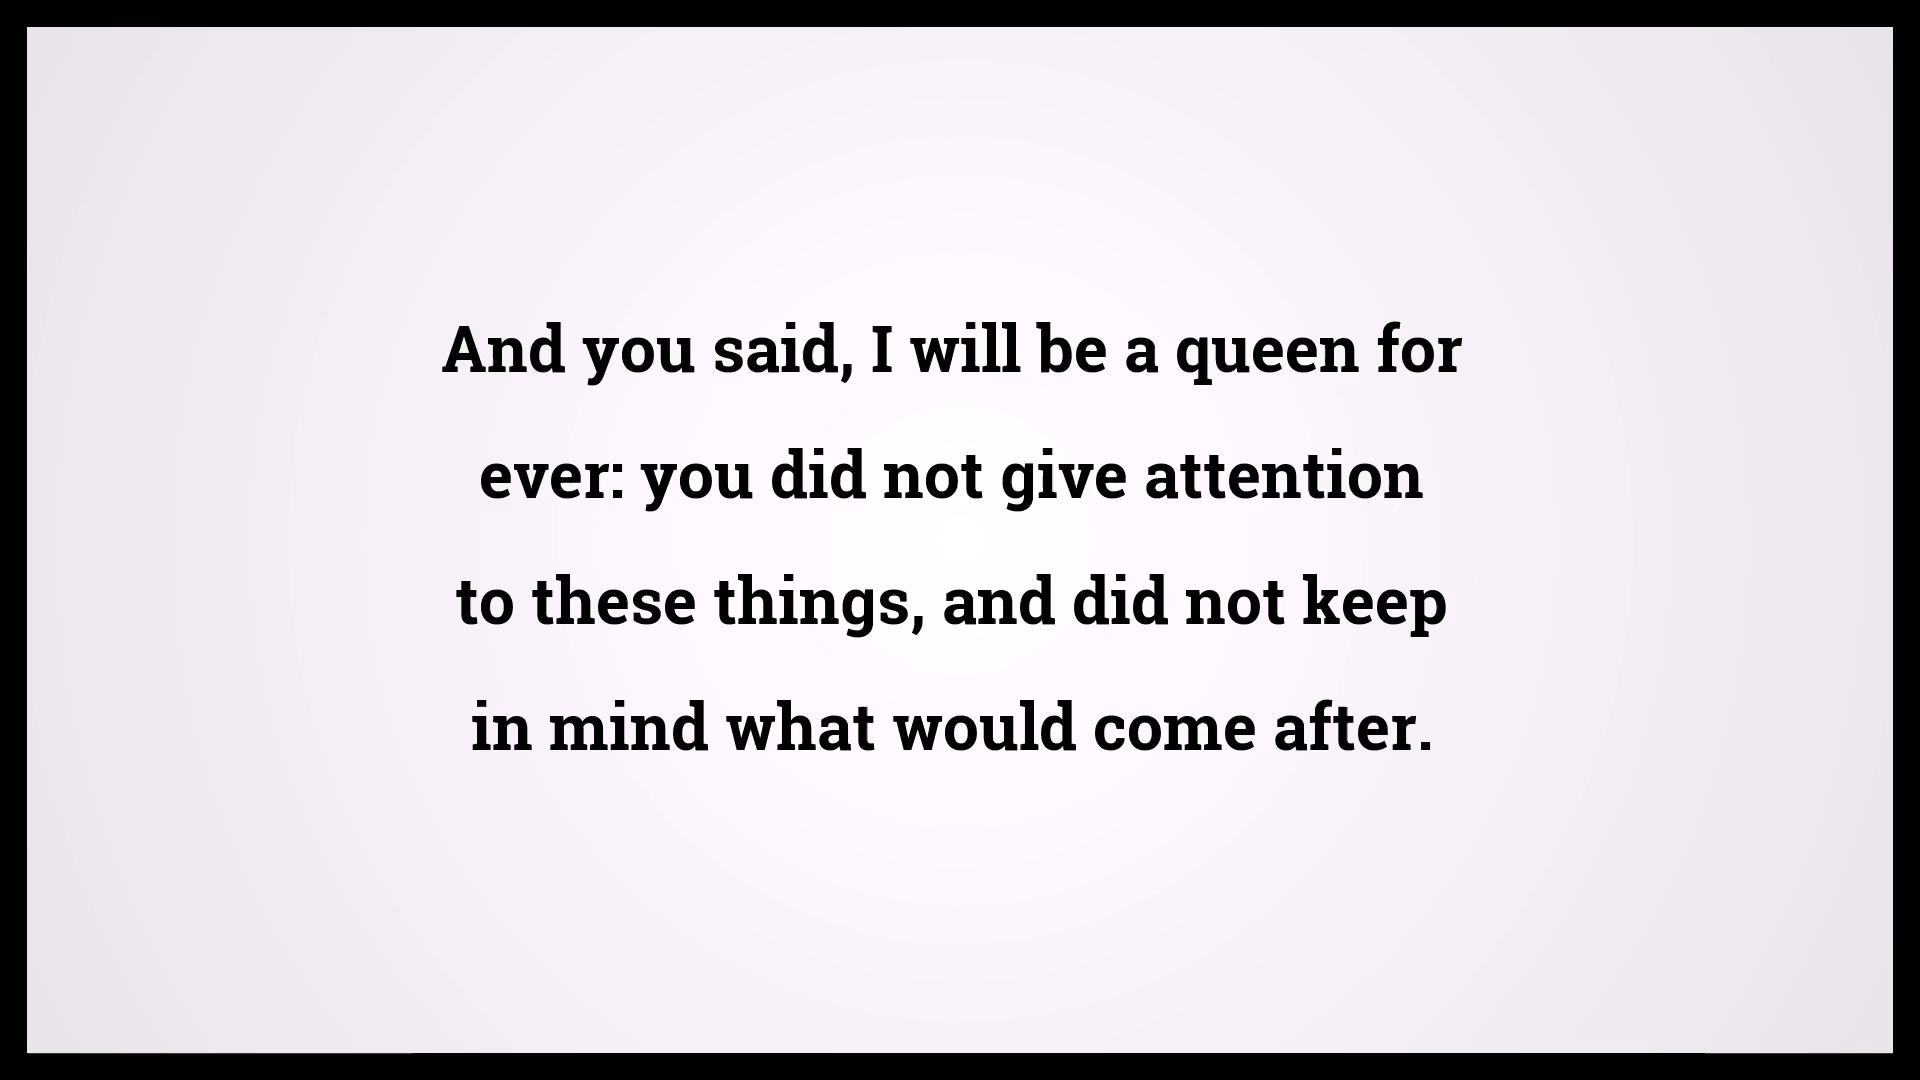 And you said, I will be a queen for
ever: you did not give attention
to these things, and did not keep
in mind what would come after.